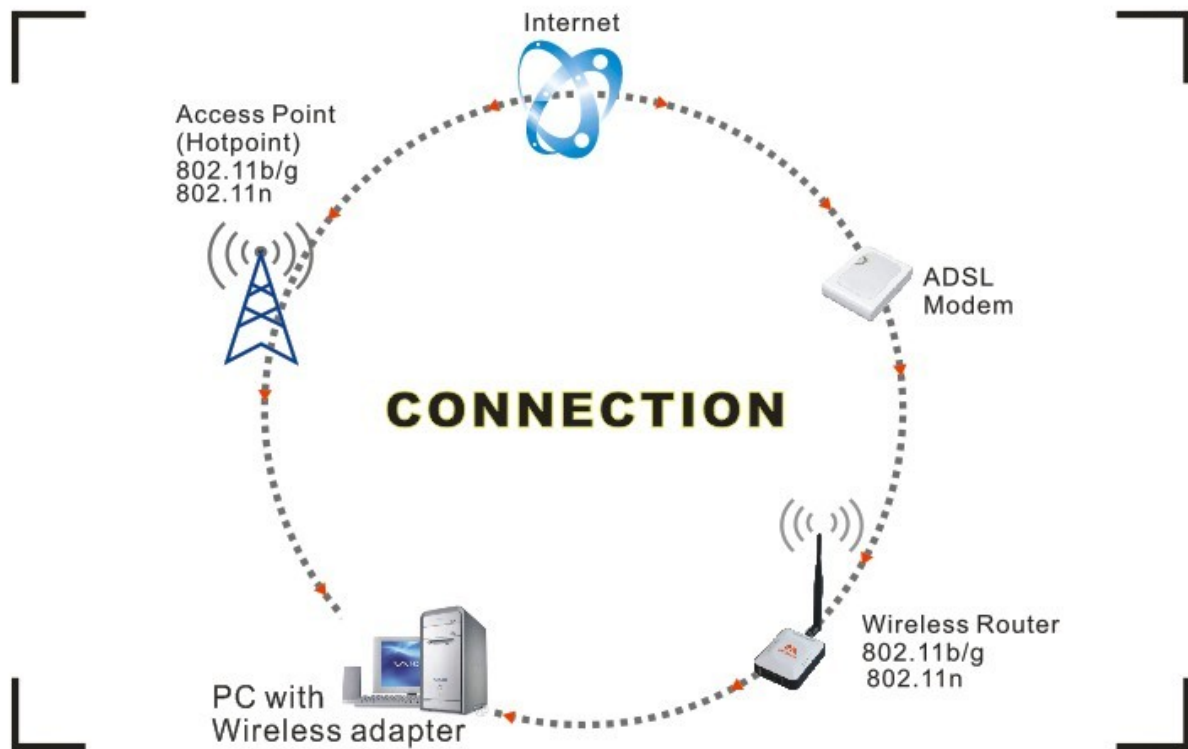 Internet
Access Point
(Hotpoint)
802.11b/g
802.11n
ADSL
Modem
CONNECTION
Wireless Router
802.11b/g
802.11n
VAIO
PC with
Wireless adapter